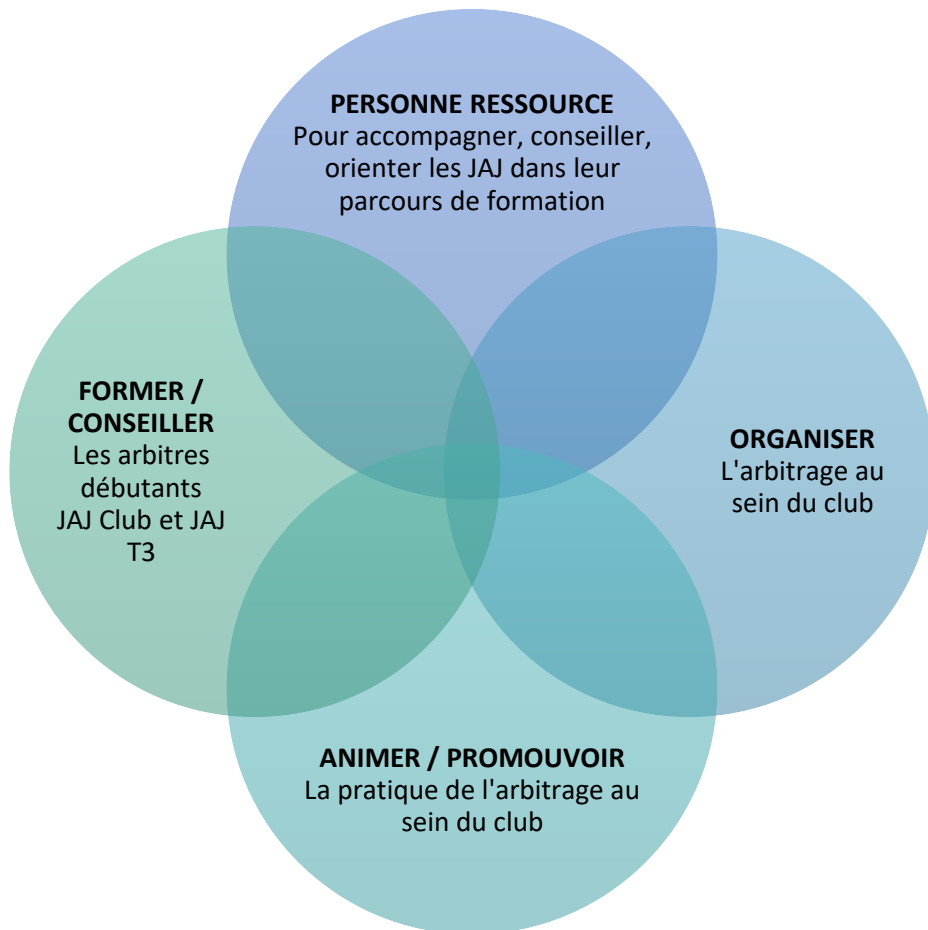 PERSONNE RESSOURCE
Pour accompagner, conseiller,
orienter les JAJ dans leur
parcours de formation
FORMER /
CONSEILLER
Les arbitres
débutants
JAJ Club et JAJ
T3
ORGANISER
L'arbitrage au
sein du club
ANIMER / PROMOUVOIR
La pratique de l'arbitrage au
sein du club